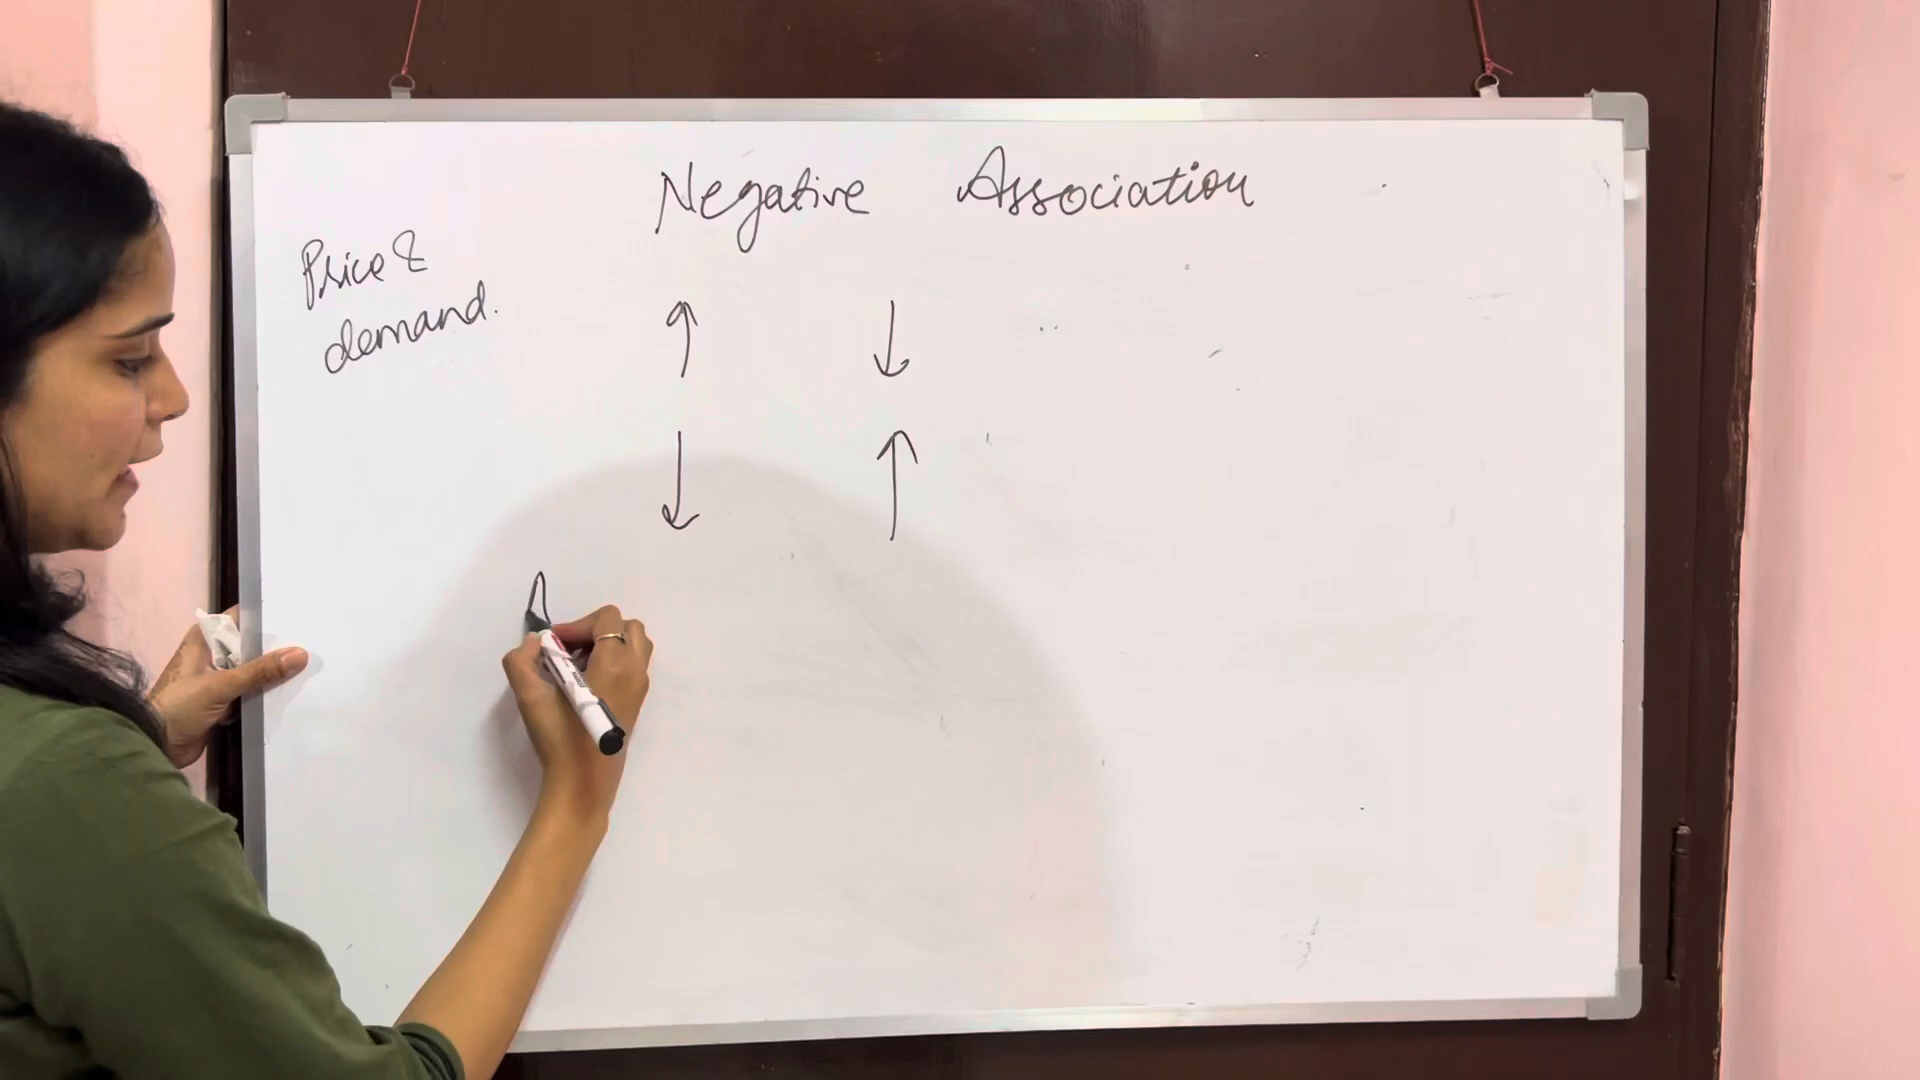 Negative Association
Price &
demand.
↑ ↓
↓ ↑